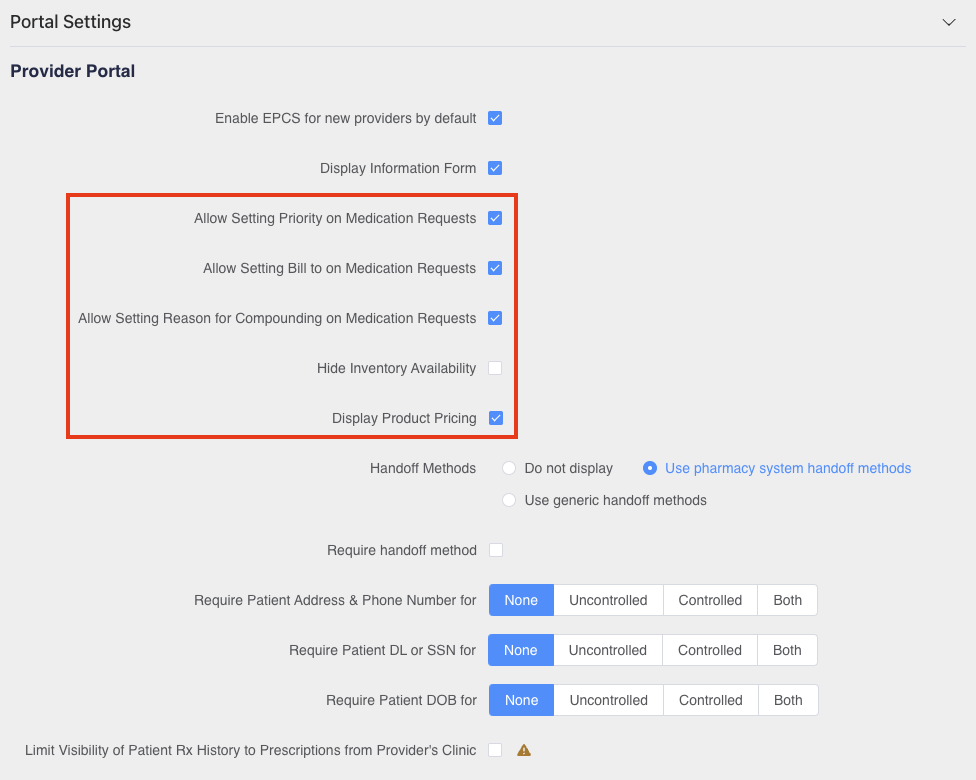 Portal Settings
Provider Portal
Enable EPCS for new providers by default
Display Information Form
Allow Setting Priority on Medication Requests
Allow Setting Bill to on Medication Requests
Allow Setting Reason for Compounding on Medication Requests
Hide Inventory Availability
Display Product Pricing
Handoff Methods Do not display Use pharmacy system handoff methods
Use generic handoff methods
Require handoff method
Require Patient Address & Phone Number for None Uncontrolled Controlled Both
Require Patient DL or SSN for None Uncontrolled Controlled Both
Require Patient DOB for None Uncontrolled Controlled Both
Limit Visibility of Patient Rx History to Prescriptions from Provider's Clinic